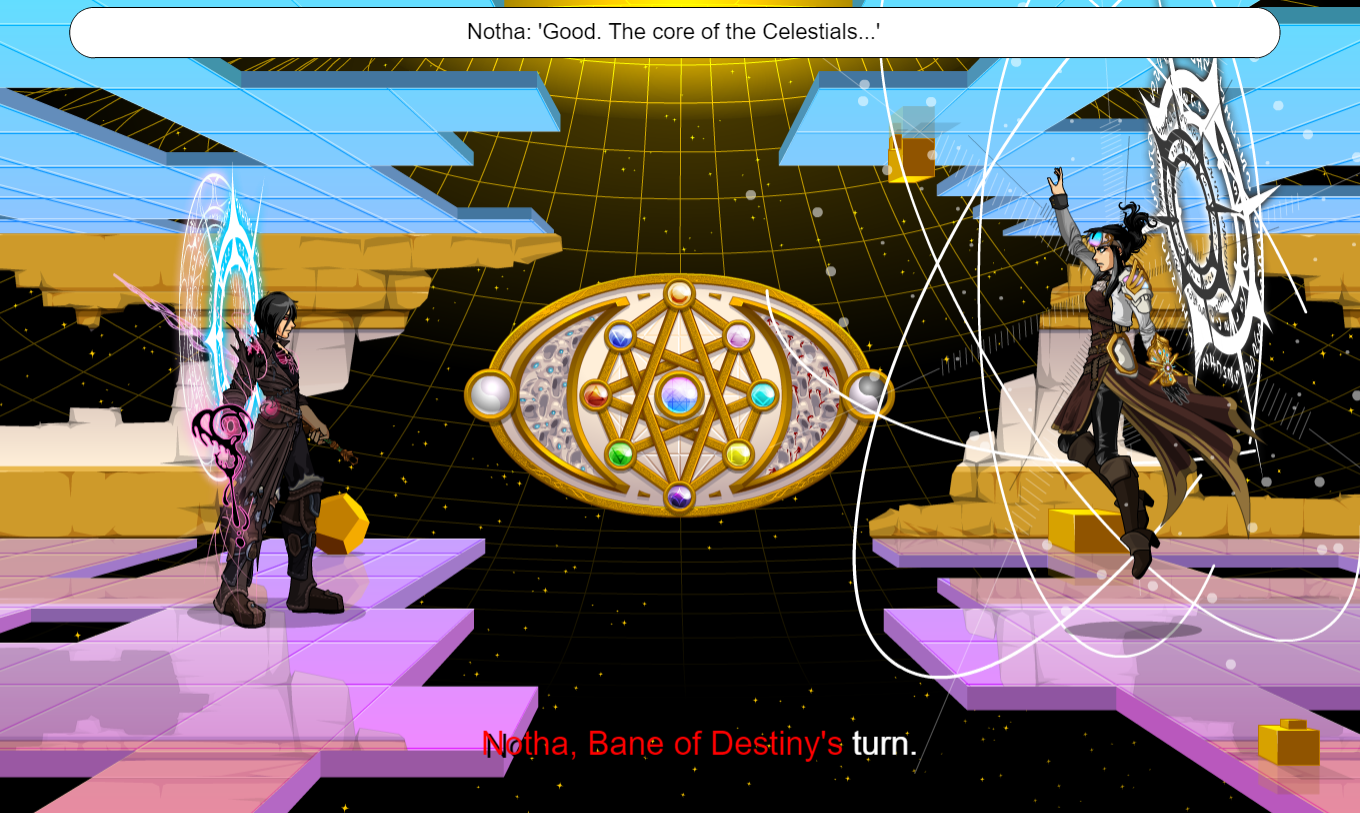 Notha: 'Good. The core of the Celestials...'
Notha, Bane of Destiny's turn.